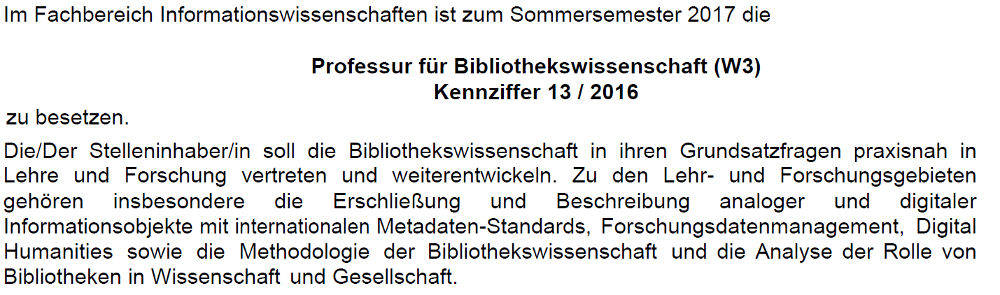 Im Fachbereich Informationswissenschaften ist zum Sommersemester 2017 die
Professur für Bibliothekswissenschaft (W3)
Kennziffer 13 / 2016
zu besetzen.
Die/Der Stelleninhaber/in soll die Bibliothekswissenschaft in ihren Grundsatzfragen praxisnah in
Lehre und Forschung vertreten und weiterentwickeln. Zu den Lehr- und Forschungsgebieten
gehören insbesondere die Erschließung und Beschreibung analoger und digitaler
Informationsobjekte mit internationalen Metadaten-Standards, Forschungsdatenmanagement, Digital
Humanities sowie die Methodologie der Bibliothekswissenschaft und die Analyse der Rolle von
Bibliotheken in Wissenschaft und Gesellschaft.